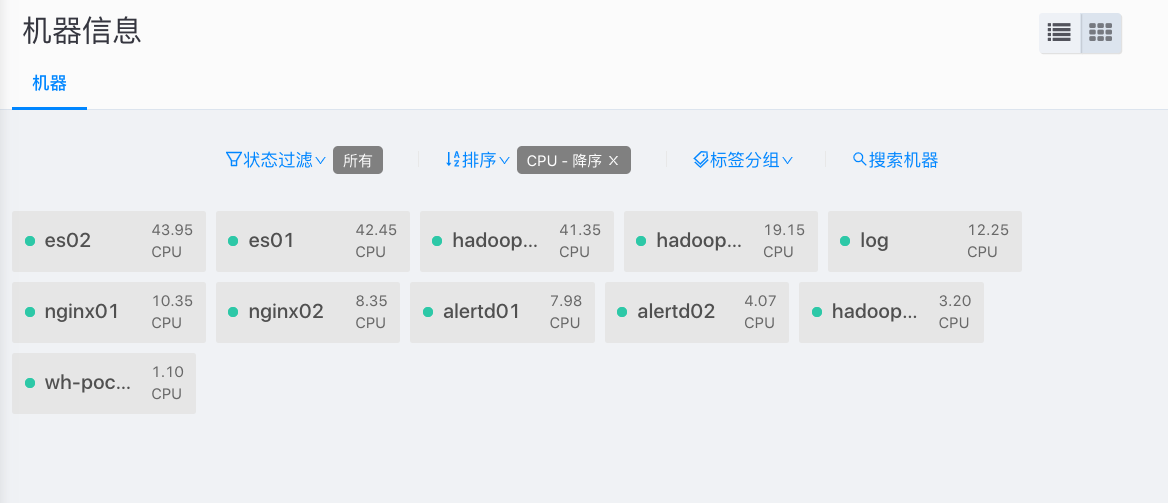 机器信息
机器
状态过滤 所有 排序 CPU - 降序 × 标签分组 搜索机器
es02 43.95 CPU
es01 42.45 CPU
hadoop... 41.35 CPU
hadoop... 19.15 CPU
log 12.25 CPU
nginx01 10.35 CPU
nginx02 8.35 CPU
alertd01 7.98 CPU
alertd02 4.07 CPU
hadoop... 3.20 CPU
wh-poc... 1.10 CPU